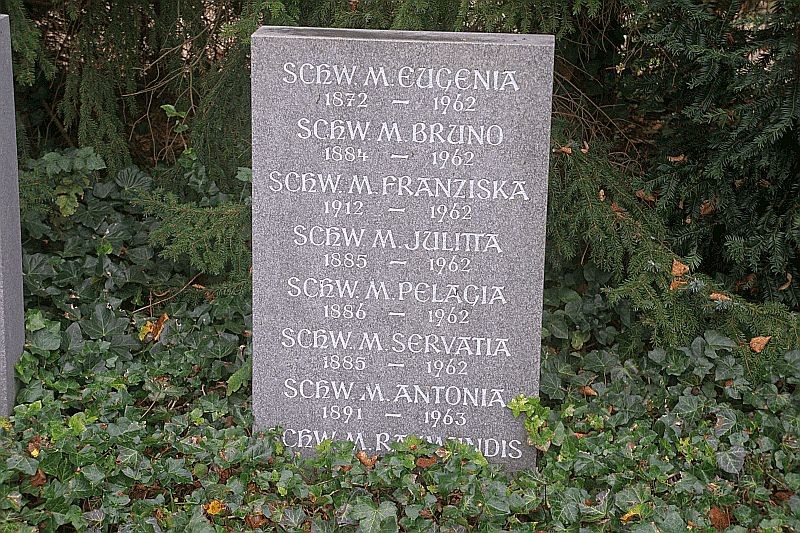 SCHW. M. EUGENIA
1872 – 1962
SCHW. M. BRUNO
1884 – 1962
SCHW. M. FRANZISKA
1912 – 1962
SCHW. M. JULITTA
1885 – 1962
SCHW. M. PELAGIA
1886 – 1962
SCHW. M. SERVATIA
1885 – 1962
SCHW. M. ANTONIA
1891 – 1963
SCHW. M.